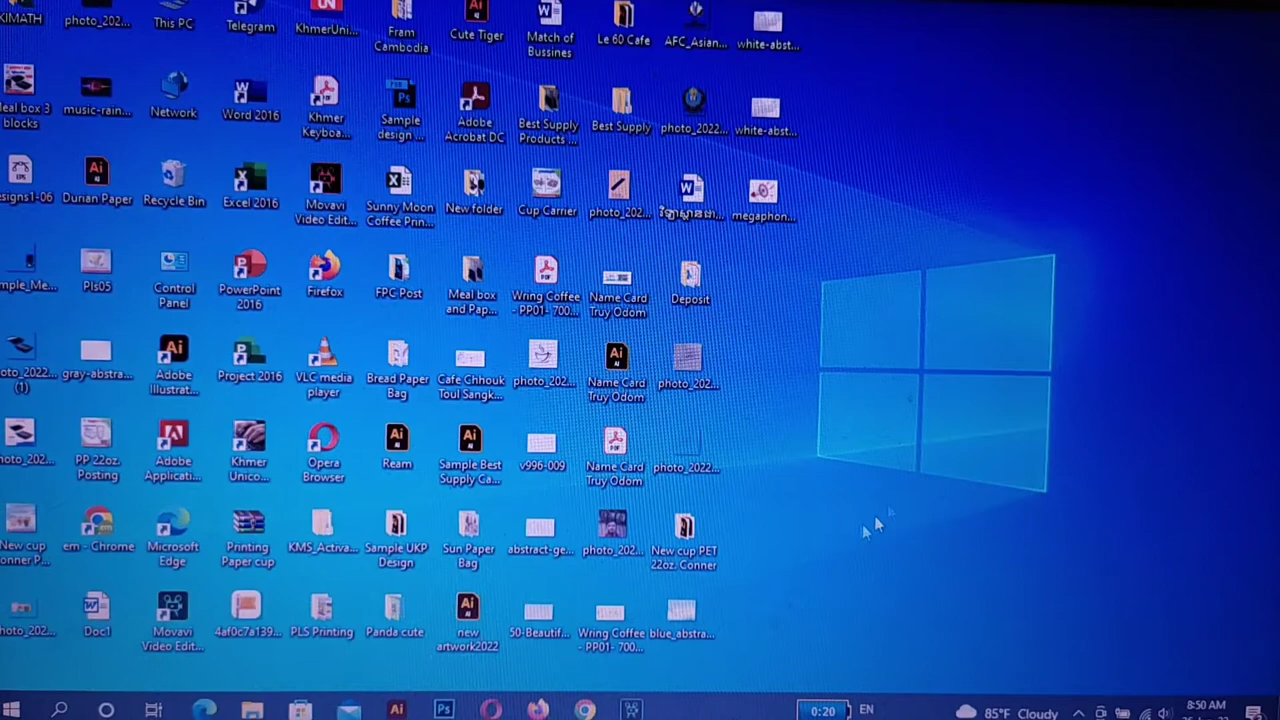 KIMATH
photo_202...
This PC
Telegram
KhmerUni...
Fram
Cambodia
Cute Tiger
Match of
Bussines
Le 60 Cafe
AFC_Asian...
white-abst...
Meal box 3
blocks
music-rain...
Network
Word 2016
Khmer
Keyboa...
Sample
design ...
Adobe
Acrobat DC
Best Supply
Products ...
Best Supply
photo_2022...
white-abst...
esigns1-06
Durian Paper
Recycle Bin
Excel 2016
Movavi
Video Edit...
Sunny Moon
Coffee Prin...
New folder
Cup Carrier
photo_202...
megaphon...
mple_Me...
Pls05
Control
Panel
PowerPoint
2016
Firefox
FPC Post
Meal box
and Pap...
Wring Coffee
- PP01- 700...
Name Card
Truy Odom
Deposit
oto_2022...
(1)
gray-abstra...
Adobe
Illustrat...
Project 2016
VLC media
player
Bread Paper
Bag
Cafe Chhouk
Toul Sangk...
photo_202...
Name Card
Truy Odom
photo_202...
hoto_202...
PP 22oz.
Posting
Adobe
Applicati...
Khmer
Unico...
Opera
Browser
Ream
Sample Best
Supply Ca...
v996-009
Name Card
Truy Odom
photo_2022...
New cup
onner P...
em - Chrome
Microsoft
Edge
Printing
Paper cup
KMS_Activa...
Sample UKP
Design
Sun Paper
Bag
abstract-ge...
photo_202...
New cup PET
22oz. Conner
hoto_202...
Doc1
Movavi
Video Edit...
4af0c7a139...
PLS Printing
Panda cute
new
artwork2022
50-Beautif...
Wring Coffee
- PP01- 700...
blue_abstra...
0:20
EN
85°F Cloudy
8:50 AM